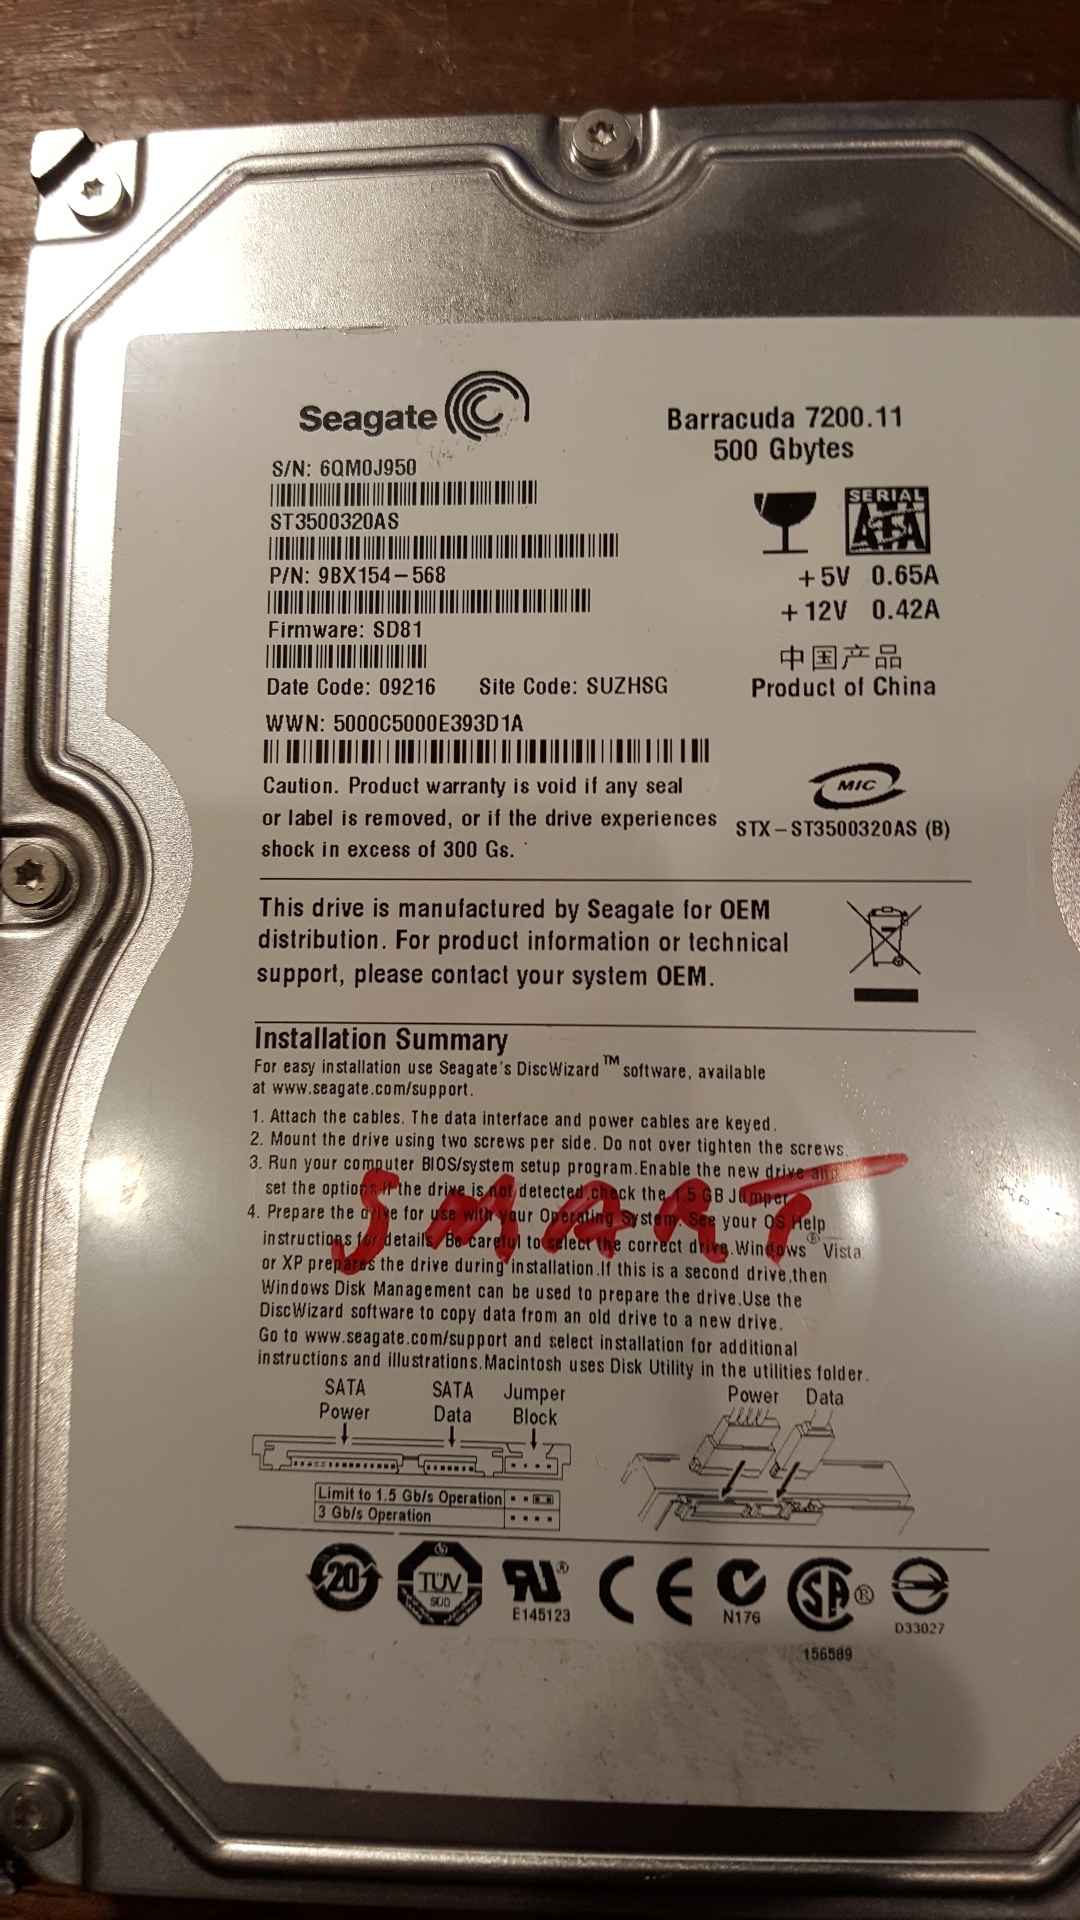 Seagate
Barracuda 7200.11
500 Gbytes
S/N: 6QM0J950
ST3500320AS
P/N: 9BX154-568
Firmware: SD81
Date Code: 09216 Site Code: SUZHSG
WWN: 5000C5000E393D1A
SERIAL
ATA
+5V 0.65A
+12V 0.42A
中国产品
Product of China
Caution. Product warranty is void if any seal
or label is removed, or if the drive experiences
shock in excess of 300 Gs.
MIC
STX-ST3500320AS (B)
This drive is manufactured by Seagate for OEM
distribution. For product information or technical
support, please contact your system OEM.
Installation Summary
For easy installation use Seagate's DiscWizard™ software, available
at www.seagate.com/support.
1. Attach the cables. The data interface and power cables are keyed.
2. Mount the drive using two screws per side. Do not over tighten the screws.
3. Run your computer BIOS/system setup program.Enable the new drive and
set the option.If the drive is not detected,check the 1.5 GB Jumper.
4. Prepare the drive for use with your Operating System. See your OS Help
instructions for details. Be careful to select the correct drive.Windows® Vista
or XP prepares the drive during installation.If this is a second drive,then
Windows Disk Management can be used to prepare the drive.Use the
DiscWizard software to copy data from an old drive to a new drive.
Go to www.seagate.com/support and select installation for additional
instructions and illustrations.Macintosh uses Disk Utility in the utilities folder.
SMART
SATA Power
SATA Data
Jumper Block
Power Data
Limit to 1.5 Gb/s Operation
3 Gb/s Operation
20
TÜV
SÜD
E145123
CE
N176
SA®
156589
D33027